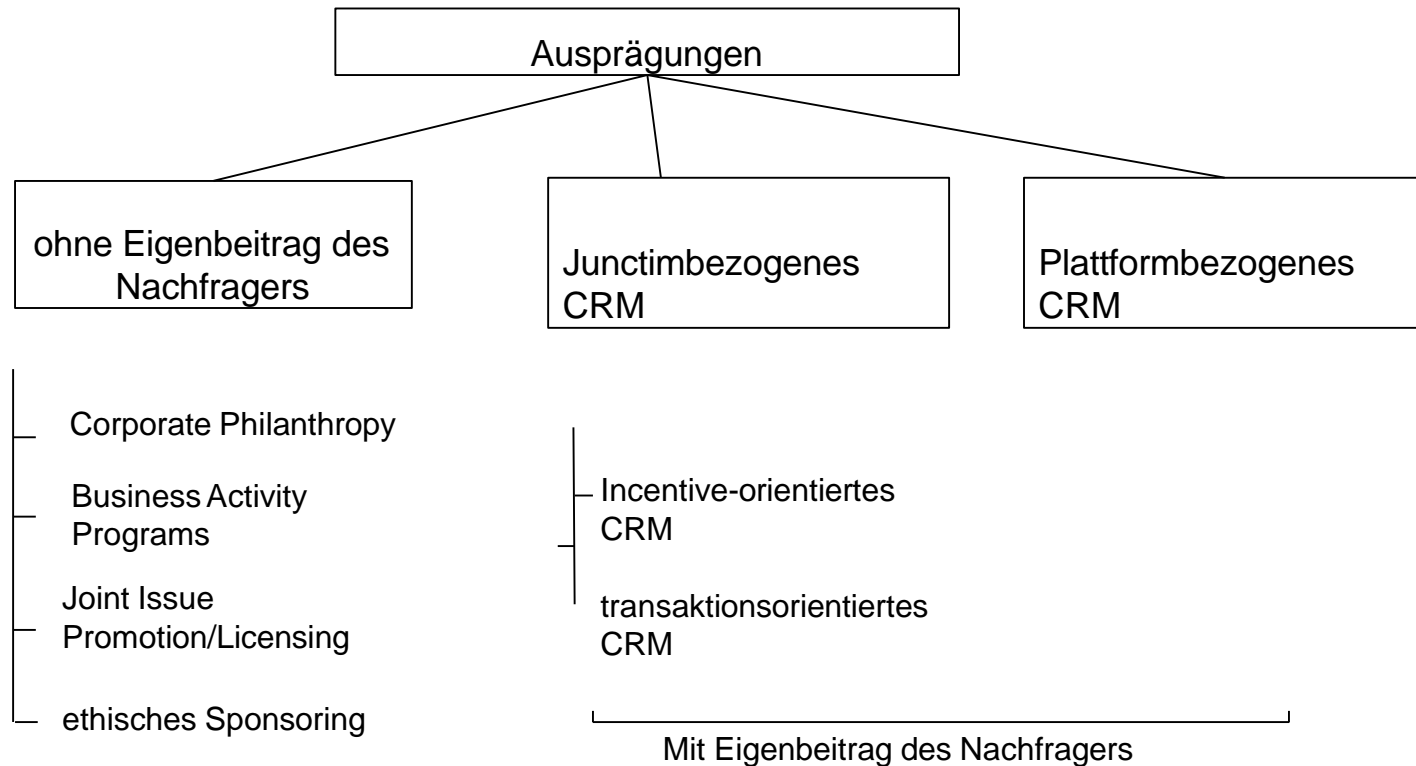 Ausprägungen
ohne Eigenbeitrag des
Nachfragers
Junctimbezogenes
CRM
Plattformbezogenes
CRM
Corporate Philanthropy
Business Activity
Programs
Joint Issue
Promotion/Licensing
ethisches Sponsoring
Incentive-orientiertes
CRM
transaktionsorientiertes
CRM
Mit Eigenbeitrag des Nachfragers